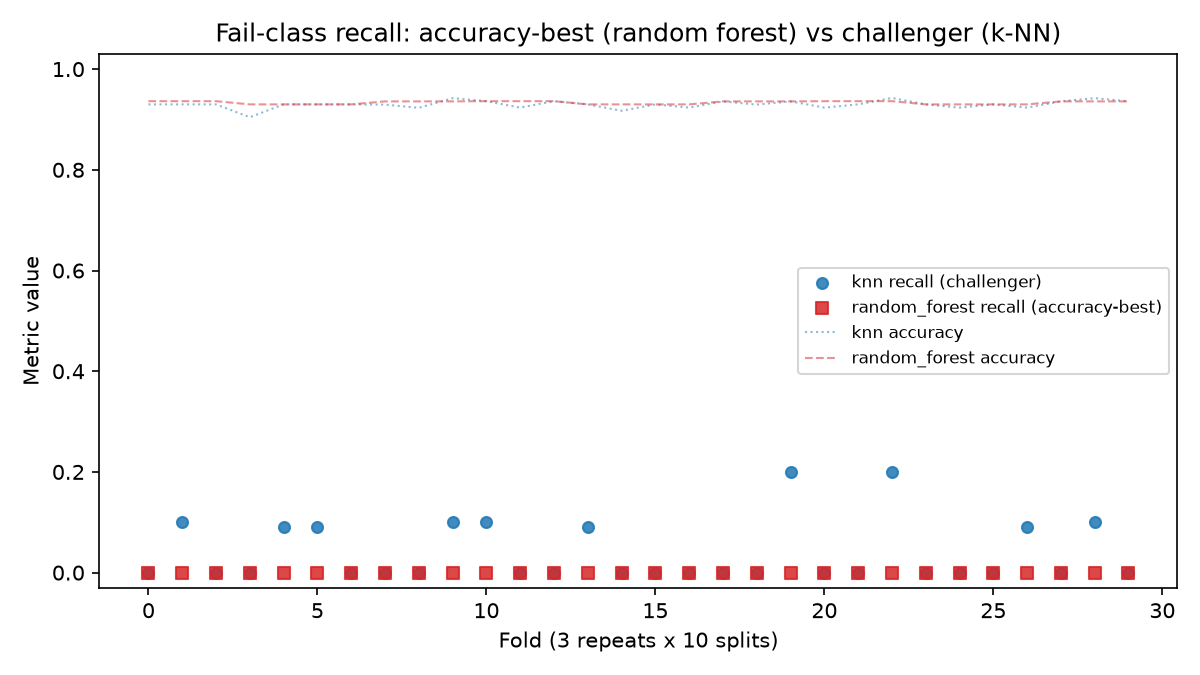 Fail-class recall: accuracy-best (random forest) vs challenger (k-NN)
1.0
0.8
0.6
0.4
0.2
0.0
Metric value
knn recall (challenger)
random_forest recall (accuracy-best)
knn accuracy
random_forest accuracy
0 5 10 15 20 25 30
Fold (3 repeats x 10 splits)